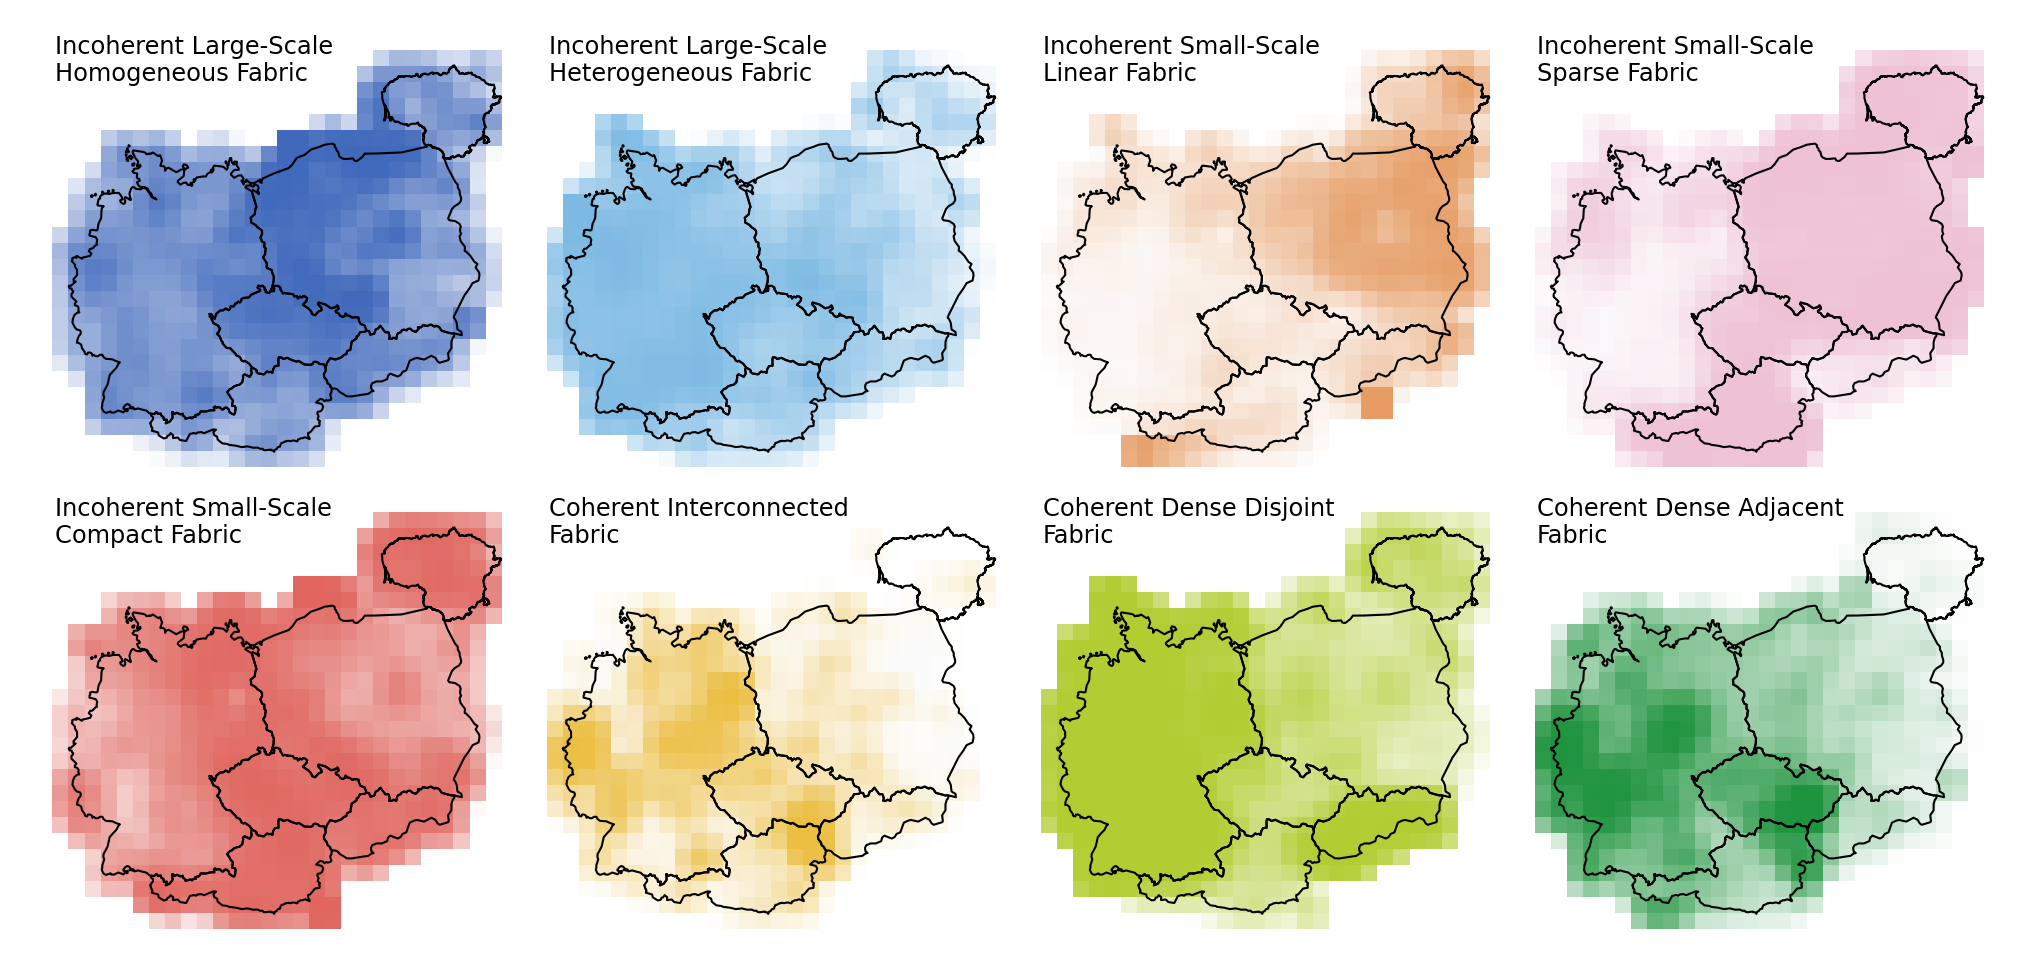 Incoherent Large-Scale
Homogeneous Fabric
Incoherent Large-Scale
Heterogeneous Fabric
Incoherent Small-Scale
Linear Fabric
Incoherent Small-Scale
Sparse Fabric
Incoherent Small-Scale
Compact Fabric
Coherent Interconnected
Fabric
Coherent Dense Disjoint
Fabric
Coherent Dense Adjacent
Fabric